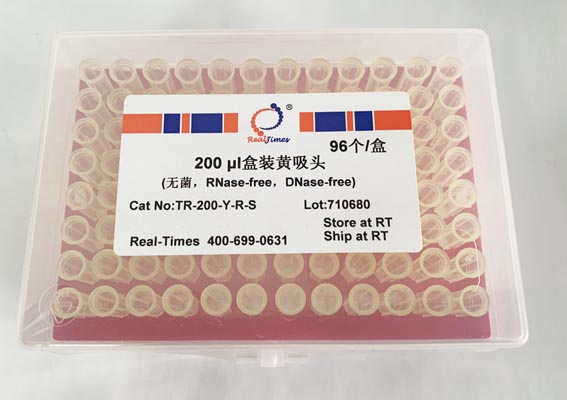 ®
RealTimes
96个/盒
200 µl盒装黄吸头
(无菌，RNase-free，DNase-free)
Cat No:TR-200-Y-R-S
Lot:710680
Store at RT
Ship at RT
Real-Times 400-699-0631